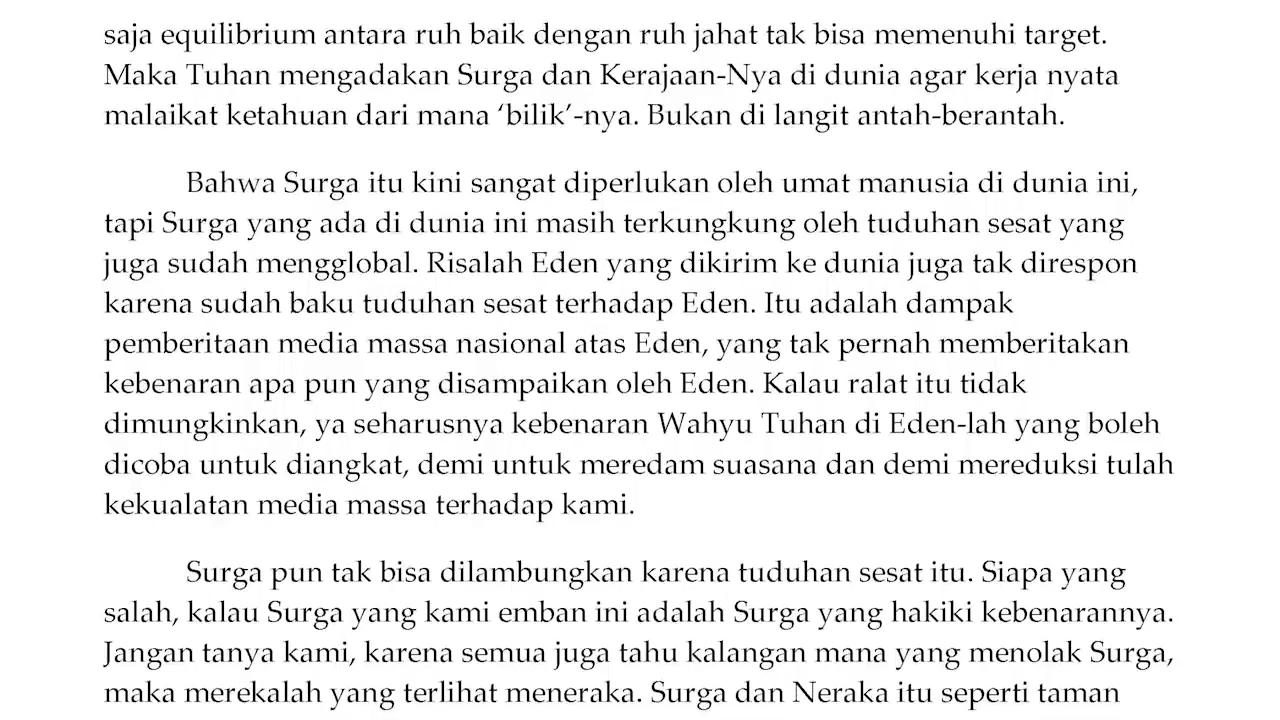 saja equilibrium antara ruh baik dengan ruh jahat tak bisa memenuhi target.
Maka Tuhan mengadakan Surga dan Kerajaan-Nya di dunia agar kerja nyata
malaikat ketahuan dari mana ‘bilik’-nya. Bukan di langit antah-berantah.
Bahwa Surga itu kini sangat diperlukan oleh umat manusia di dunia ini,
tapi Surga yang ada di dunia ini masih terkungkung oleh tuduhan sesat yang
juga sudah mengglobal. Risalah Eden yang dikirim ke dunia juga tak direspon
karena sudah baku tuduhan sesat terhadap Eden. Itu adalah dampak
pemberitaan media massa nasional atas Eden, yang tak pernah memberitakan
kebenaran apa pun yang disampaikan oleh Eden. Kalau ralat itu tidak
dimungkinkan, ya seharusnya kebenaran Wahyu Tuhan di Eden-lah yang boleh
dicoba untuk diangkat, demi untuk meredam suasana dan demi mereduksi tulah
kekualatan media massa terhadap kami.
Surga pun tak bisa dilambungkan karena tuduhan sesat itu. Siapa yang
salah, kalau Surga yang kami emban ini adalah Surga yang hakiki kebenarannya.
Jangan tanya kami, karena semua juga tahu kalangan mana yang menolak Surga,
maka merekalah yang terlihat meneraka. Surga dan Neraka itu seperti taman